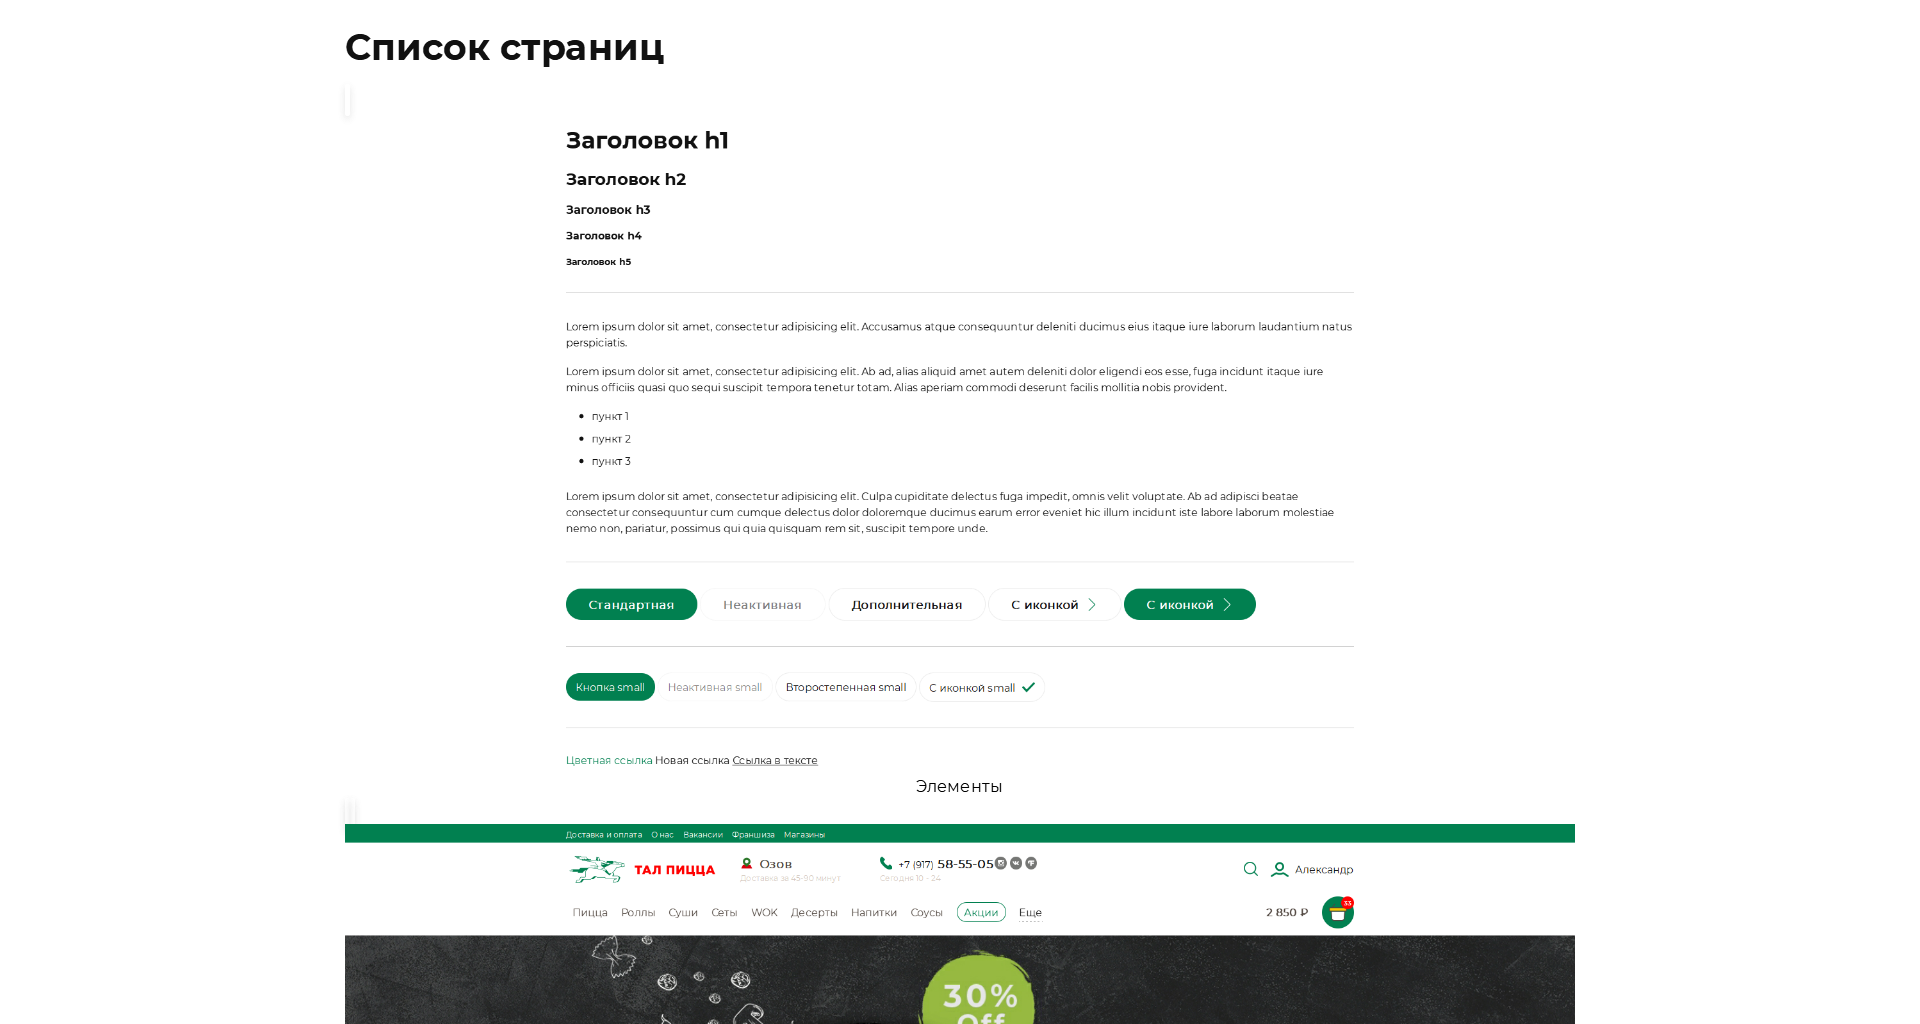 Список страниц
Заголовок h1
Заголовок h2
Заголовок h3
Заголовок h4
Заголовок h5
Lorem ipsum dolor sit amet, consectetur adipisicing elit. Accusamus atque consequuntur deleniti ducimus eius itaque iure laborum laudantium natus
perspiciatis.
Lorem ipsum dolor sit amet, consectetur adipisicing elit. Ab ad, alias aliquid amet autem deleniti dolor eligendi eos esse, fuga incidunt itaque iure
minus officiis quasi quo sequi suscipit tempora tenetur totam. Alias aperiam commodi deserunt facilis mollitia nobis provident.
пункт 1
пункт 2
пункт 3
Lorem ipsum dolor sit amet, consectetur adipisicing elit. Culpa cupiditate delectus fuga impedit, omnis velit voluptate. Ab ad adipisci beatae
consectetur consequuntur cum cumque delectus dolor doloremque ducimus earum error eveniet hic illum incidunt iste labore laborum molestiae
nemo non, pariatur, possimus qui quia quisquam rem sit, suscipit tempore unde.
Стандартная Неактивная Дополнительная С иконкой С иконкой
Кнопка small Неактивная small Второстепенная small С иконкой small
Цветная ссылка Новая ссылка Ссылка в тексте
Элементы
Доставка и оплата О нас Вакансии Франшиза Магазины
ТАЛ ПИЦЦА Озов +7 (917) 58-55-05 Александр
Доставка за 45-90 минут Сегодня 10 - 24
Пицца Роллы Суши Сеты WOK Десерты Напитки Соусы Акции Еще 2 850 ₽ 33
30%
Off